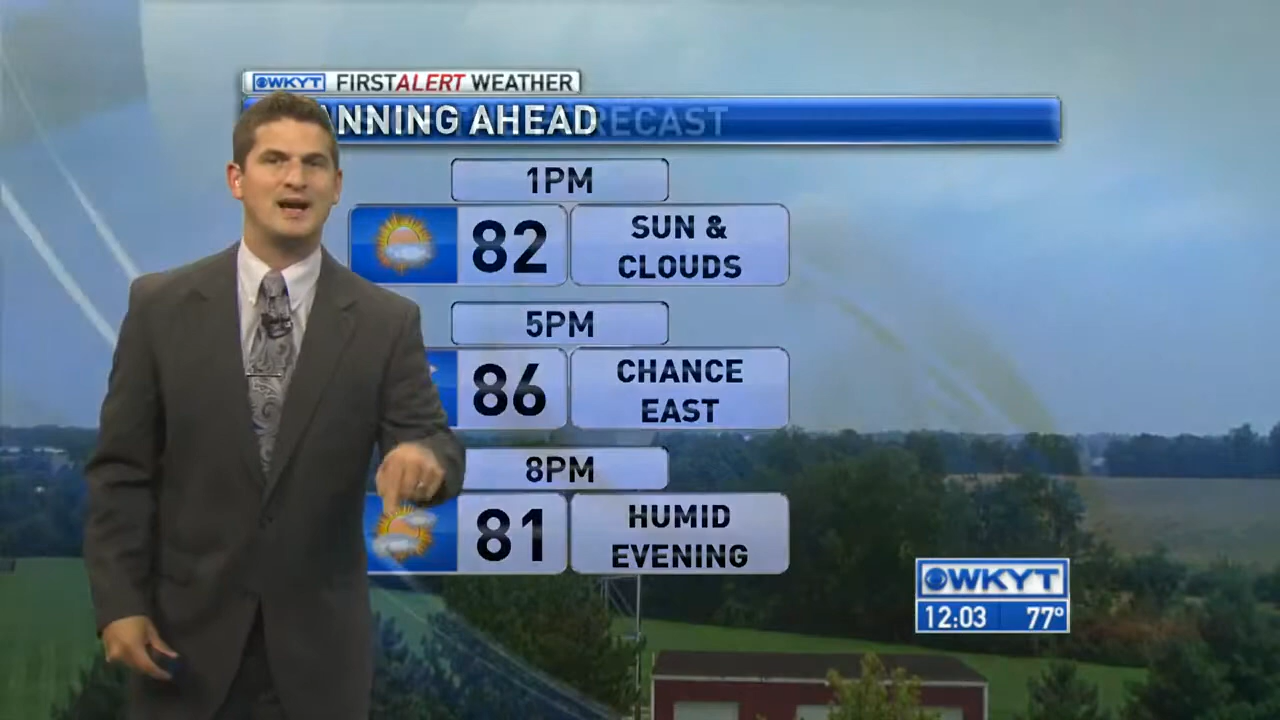 WKYT FIRSTALERT WEATHER
ANNING AHEAD RECAST
1PM
82
SUN &
CLOUDS
5PM
86
CHANCE
EAST
8PM
81
HUMID
EVENING
WKYT
12:03 77°